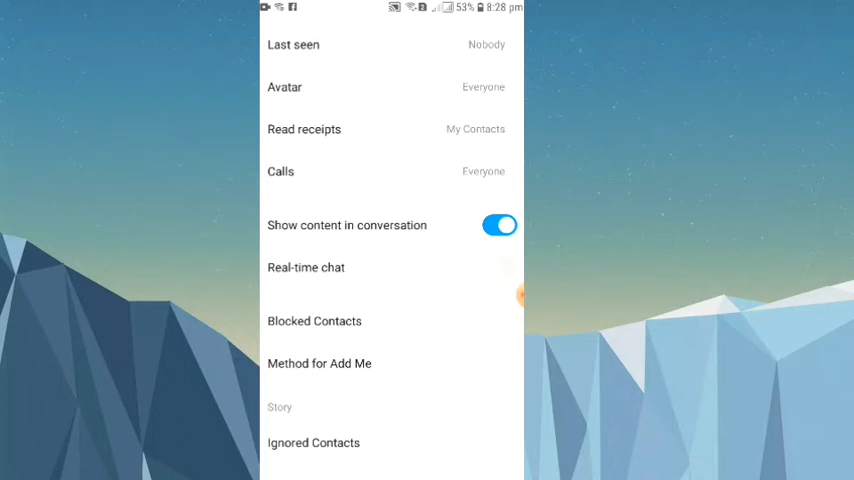 53% 8:28 pm
Last seen Nobody
Avatar Everyone
Read receipts My Contacts
Calls Everyone
Show content in conversation
Real-time chat
Blocked Contacts
Method for Add Me
Story
Ignored Contacts